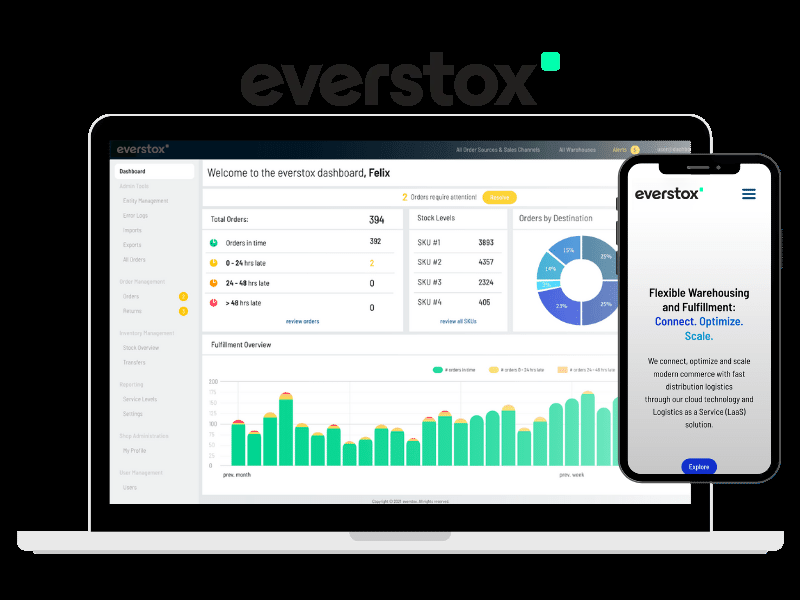 everstox
everstox
All Order Sources & Sales Channels
All Warehouses
Alerts
5
Dashboard
Admin Tools
Entity Management
Error Logs
Imports
Exports
All Orders
Order Management
Orders
Returns
Inventory Management
Stock Overview
Transfers
Reporting
Service Levels
Settings
Shop Administration
My Profile
User Management
Users
Welcome to the everstox dashboard, Felix
2 Orders require attention!
Resolve
Total Orders: 394
Orders in time 392
0 - 24 hrs late 2
24 - 48 hrs late 0
> 48 hrs late 0
review orders
Stock Levels
SKU #1 3893
SKU #2 4357
SKU #3 2324
SKU #4 405
review all SKUs
Orders by Destination
15%
25%
14%
23%
25%
Fulfillment Overview
# orders in time
# orders 0 - 24 hrs late
# orders 24 - 48 hrs late
200
175
150
125
100
75
50
25
0
prev. month
prev. week
Copyright © 2021 everstox. All rights reserved.
everstox
Flexible Warehousing
and Fulfillment:
Connect. Optimize.
Scale.
We connect, optimize and scale
modern commerce with fast
distribution logistics
through our cloud technology and
Logistics as a Service (LaaS)
solution.
Explore